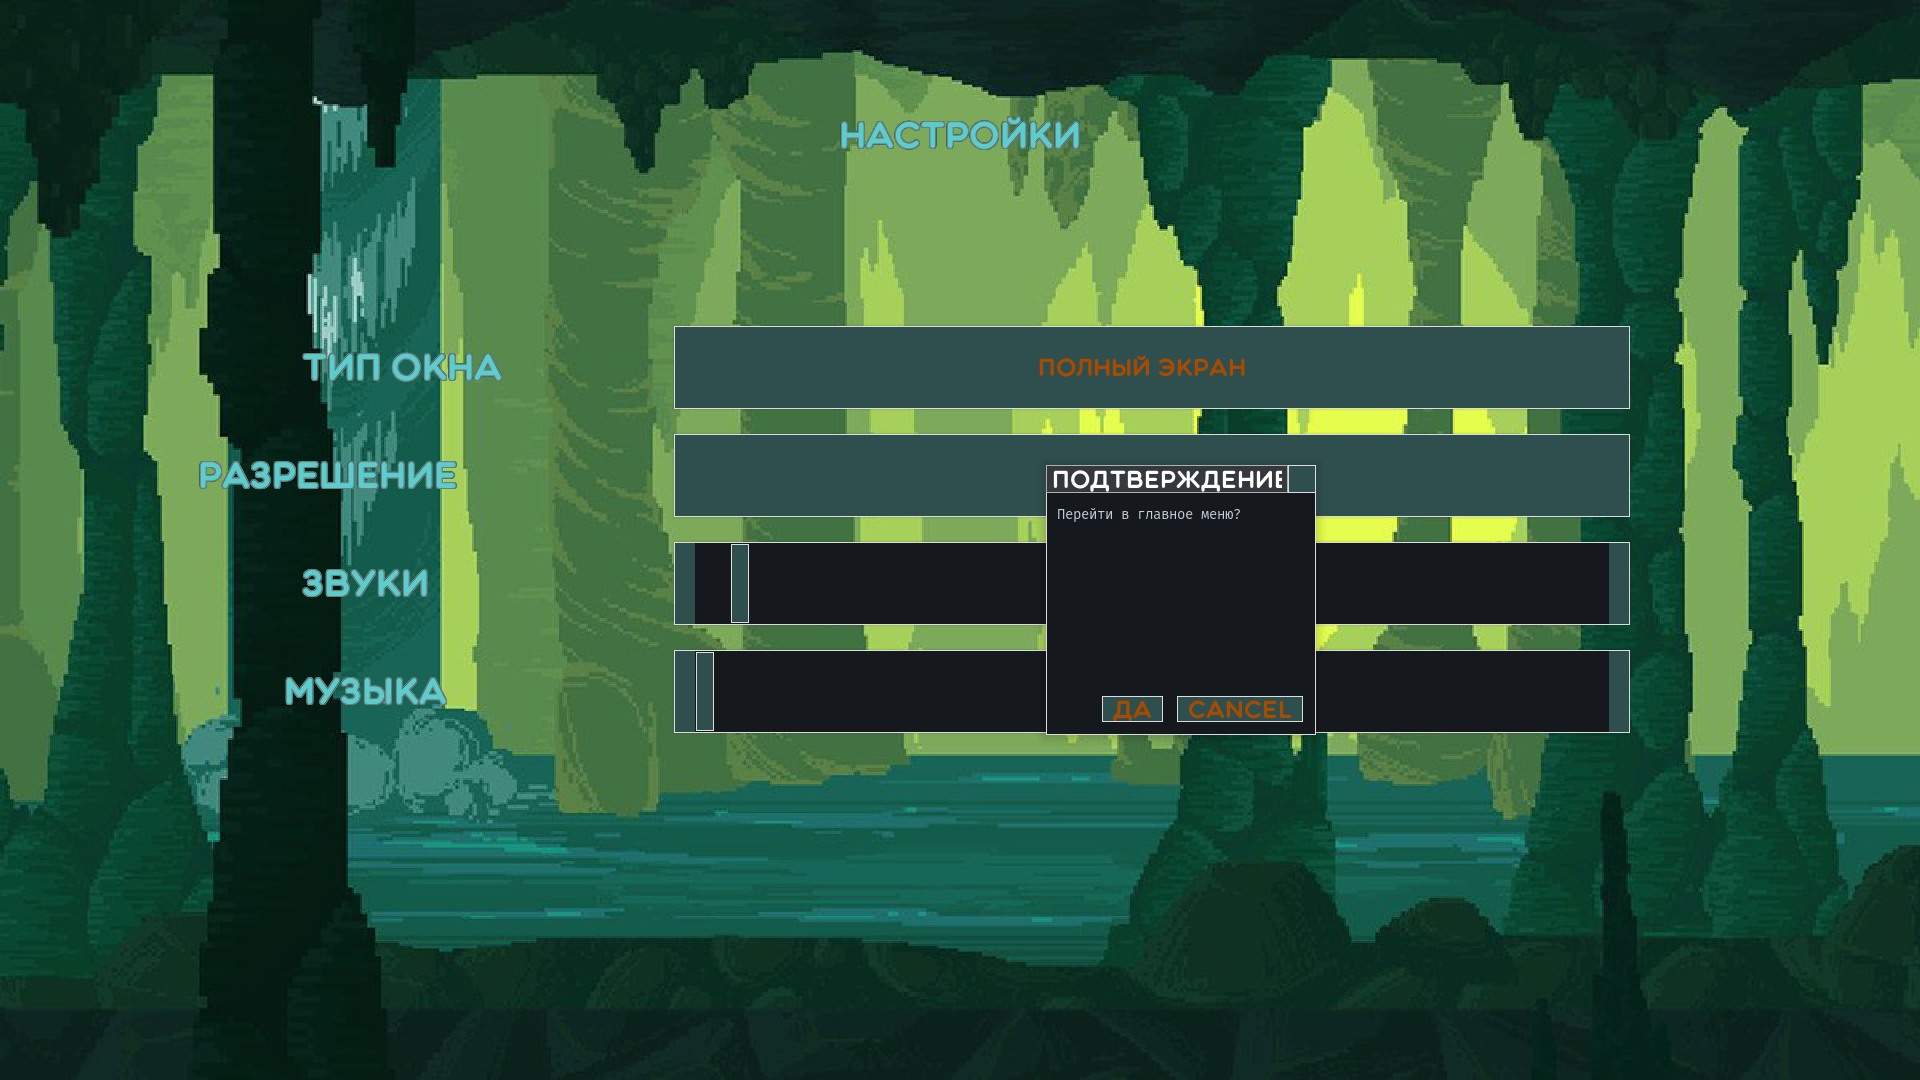 НАСТРОЙКИ
ТИП ОКНА
ПОЛНЫЙ ЭКРАН
РАЗРЕШЕНИЕ
ПОДТВЕРЖДЕНИЕ
Перейти в главное меню?
ЗВУКИ
МУЗЫКА
ДА
CANCEL